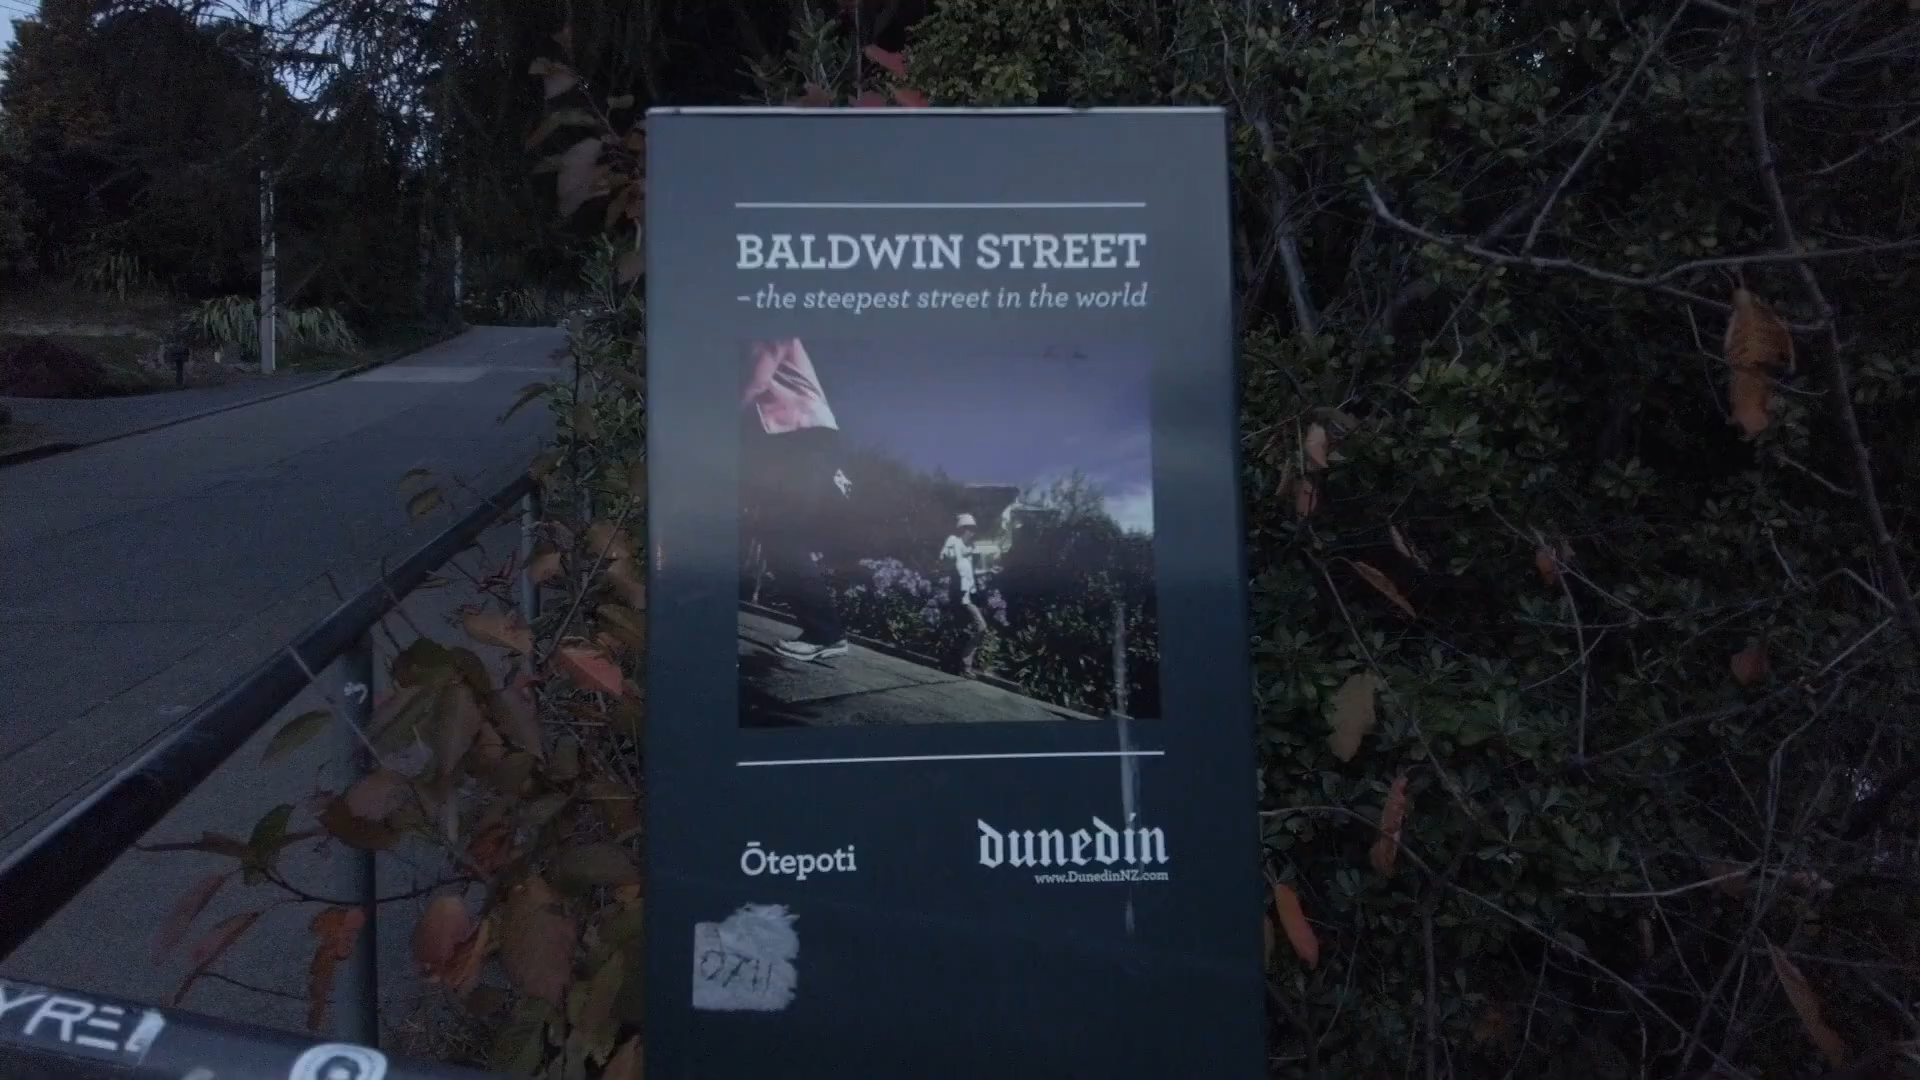 BALDWIN STREET
– the steepest street in the world
Ōtepoti
dunedin
www.DunedinNZ.com